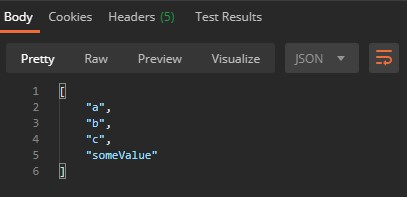 Body Cookies Headers (5) Test Results
Pretty Raw Preview Visualize JSON
1 [
2 "a",
3 "b",
4 "c",
5 "someValue"
6 ]